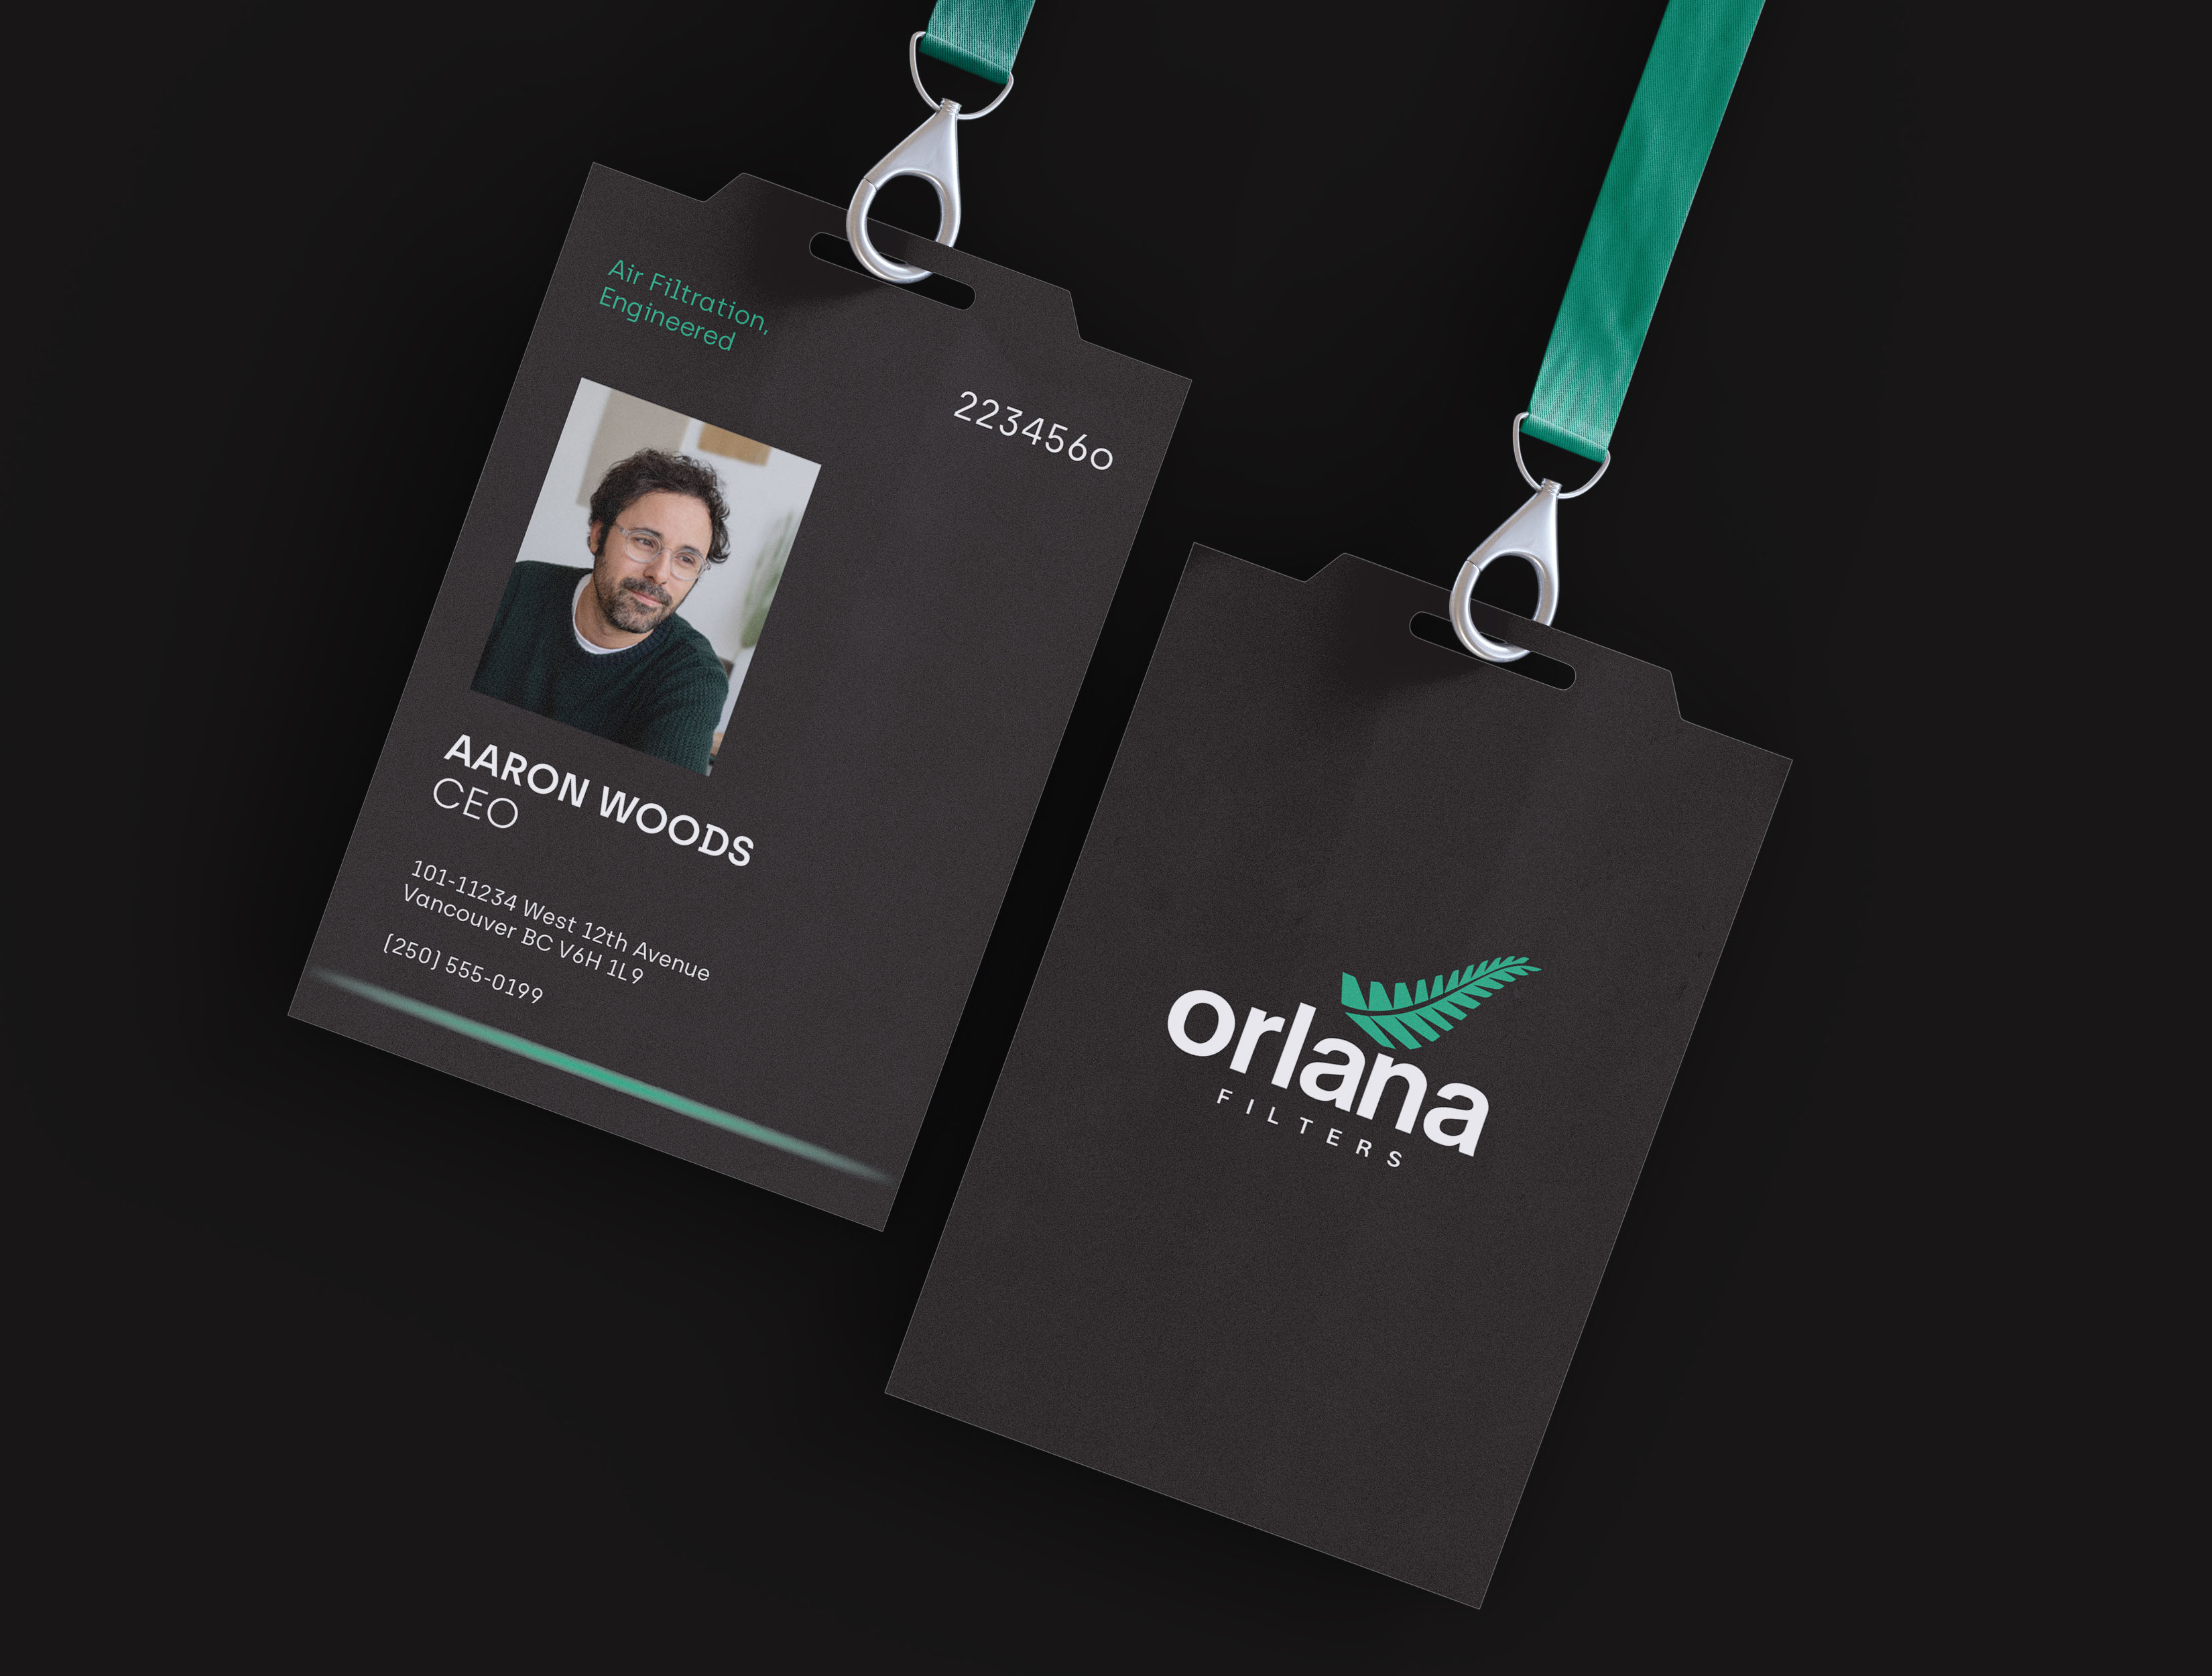 Air Filtration,
Engineered
2234560
AARON WOODS
CEO
101-11234 West 12th Avenue
Vancouver BC V6H 1L9
(250) 555-0199
orlana
FILTERS